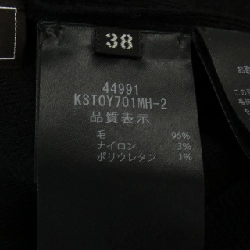 38
44991
KSTOY701MH-2
品質表示
毛 96%
ナイロン 3%
ポリウレタン 1%